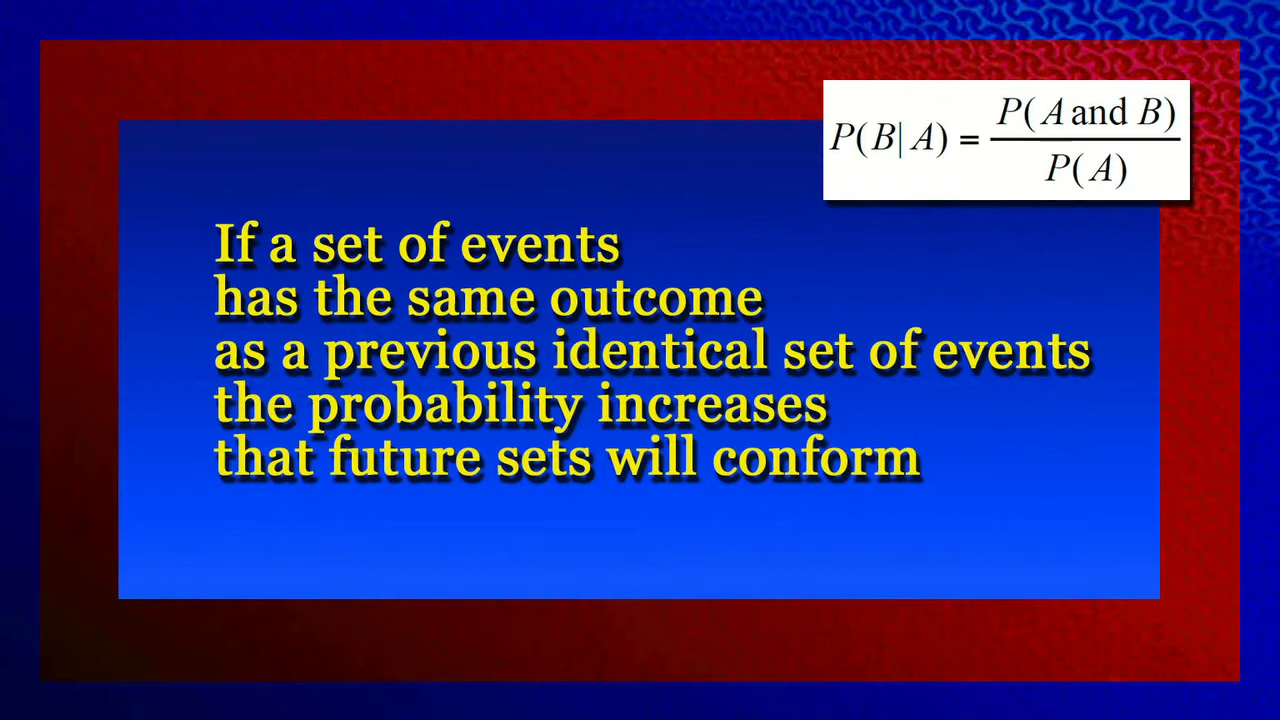 P(B| A) = P(A and B) / P(A)
If a set of events
has the same outcome
as a previous identical set of events
the probability increases
that future sets will conform